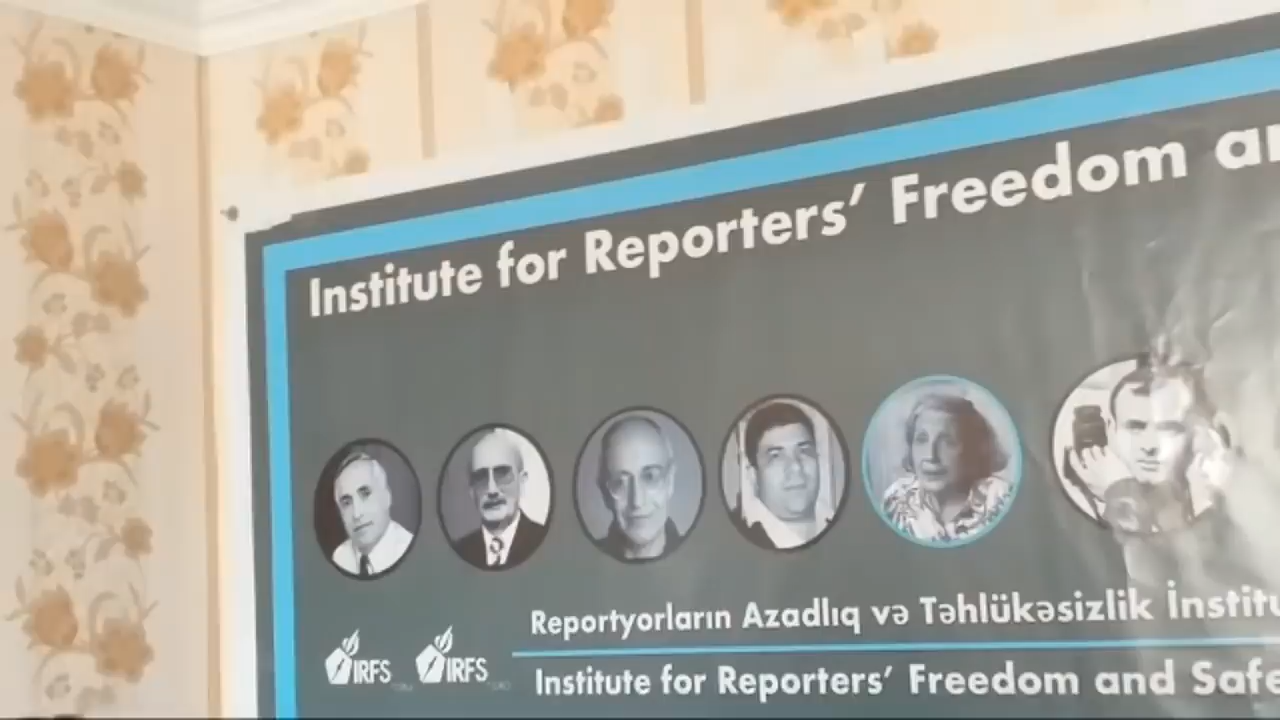 Institute for Reporters' Freedom
Reportyorların Azadlıq və Təhlükəsizlik
IRFS IRFS
Institute for Reporters' Freedom and